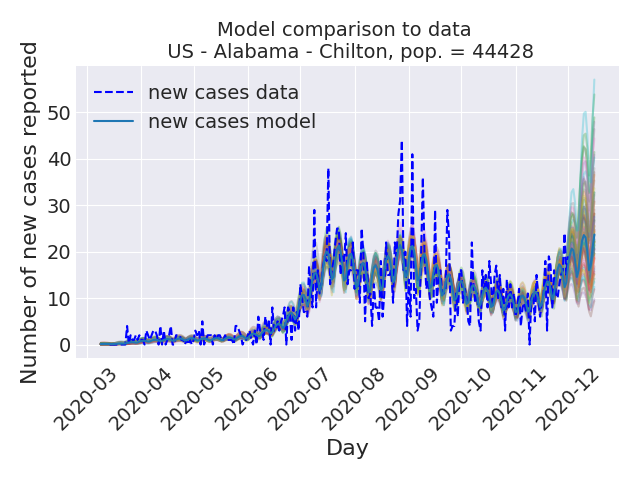 Model comparison to data
US - Alabama - Chilton, pop. = 44428
new cases data
new cases model
Number of new cases reported
50
40
30
20
10
0
2020-03
2020-04
2020-05
2020-06
2020-07
2020-08
2020-09
2020-10
2020-11
2020-12
Day